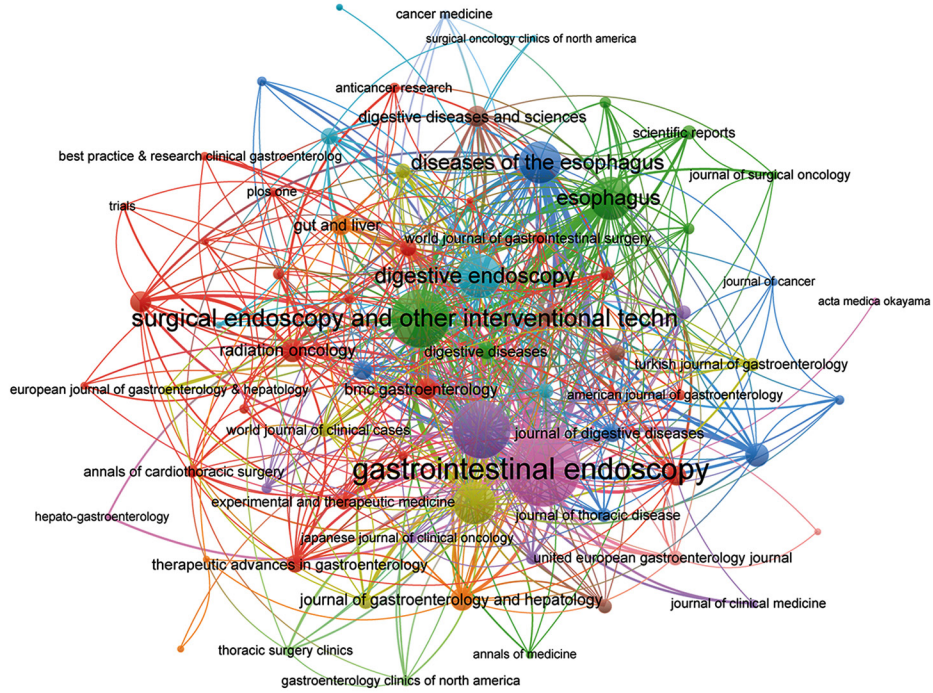 cancer medicine
surgical oncology clinics of north america
anticancer research
digestive diseases and sciences
scientific reports
best practice & research clinical gastroenterolog
diseases of the esophagus
journal of surgical oncology
plos one
esophagus
trials
gut and liver
world journal of gastrointestinal surgery
digestive endoscopy
journal of cancer
acta medica okayama
surgical endoscopy and other interventional techn
radiation oncology
digestive diseases
turkish journal of gastroenterology
european journal of gastroenterology & hepatology
bmc gastroenterology
american journal of gastroenterology
world journal of clinical cases
journal of digestive diseases
annals of cardiothoracic surgery
gastrointestinal endoscopy
experimental and therapeutic medicine
hepato-gastroenterology
journal of thoracic disease
japanese journal of clinical oncology
therapeutic advances in gastroenterology
united european gastroenterology journal
journal of gastroenterology and hepatology
journal of clinical medicine
thoracic surgery clinics
annals of medicine
gastroenterology clinics of north america